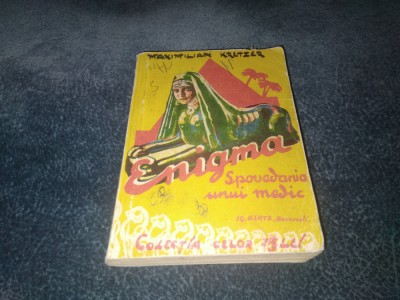 MAXIMILIAN KRETZER
Enigma
Spovedania
unui medic
COLECTIA CELOR 15 LEI